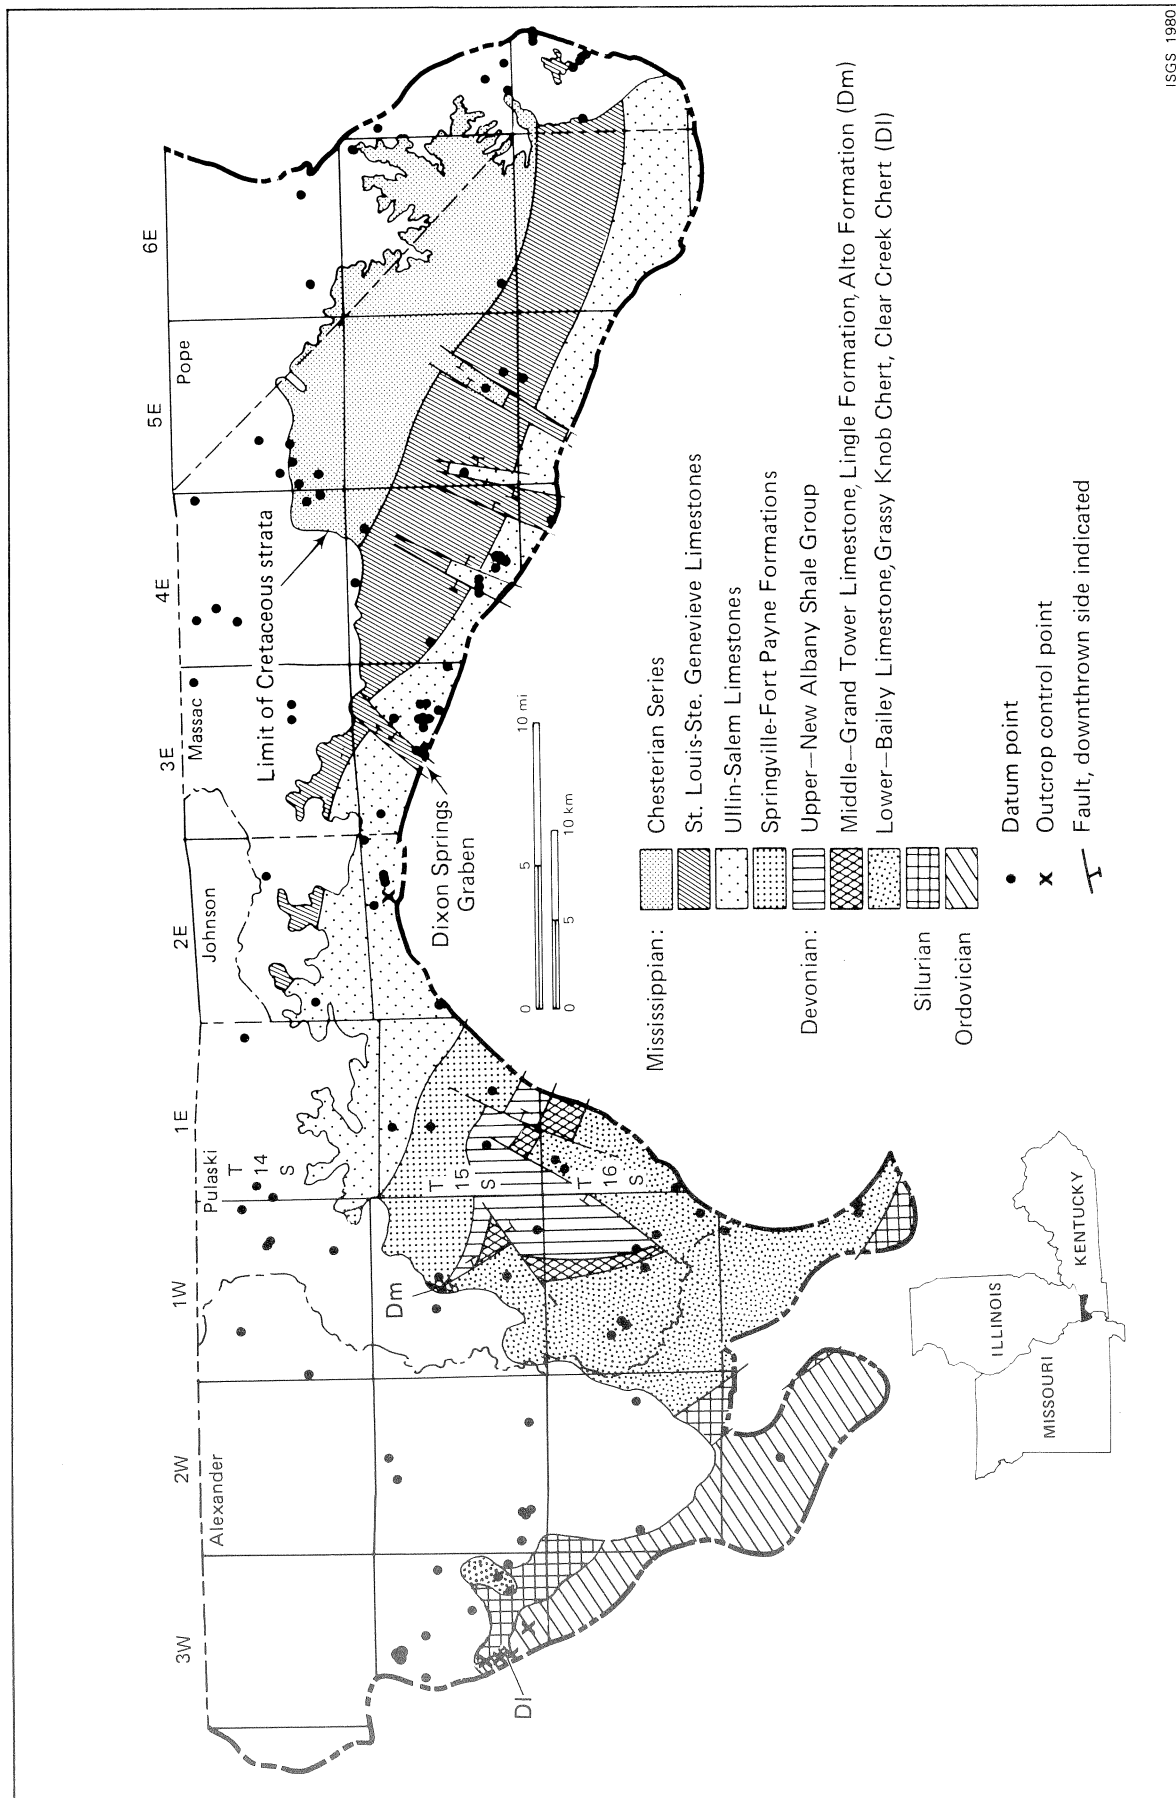 3W
2W
1W
1E
2E
3E
4E
5E
6E
Alexander
Pulaski
Johnson
Massac
Pope
T
14
S
T
15
S
T
16
S
Limit of Cretaceous strata
Dm
Dl
Dixon Springs
Graben
0
5
10 mi
0
5
10 km
Mississippian:
Chesterian Series
St. Louis-Ste. Genevieve Limestones
Ullin-Salem Limestones
Springville-Fort Payne Formations
Devonian:
Upper—New Albany Shale Group
Middle—Grand Tower Limestone, Lingle Formation, Alto Formation (Dm)
Lower—Bailey Limestone, Grassy Knob Chert, Clear Creek Chert (Dl)
Silurian
Ordovician
Datum point
x Outcrop control point
Fault, downthrown side indicated
ILLINOIS
MISSOURI
KENTUCKY
ISGS 1980